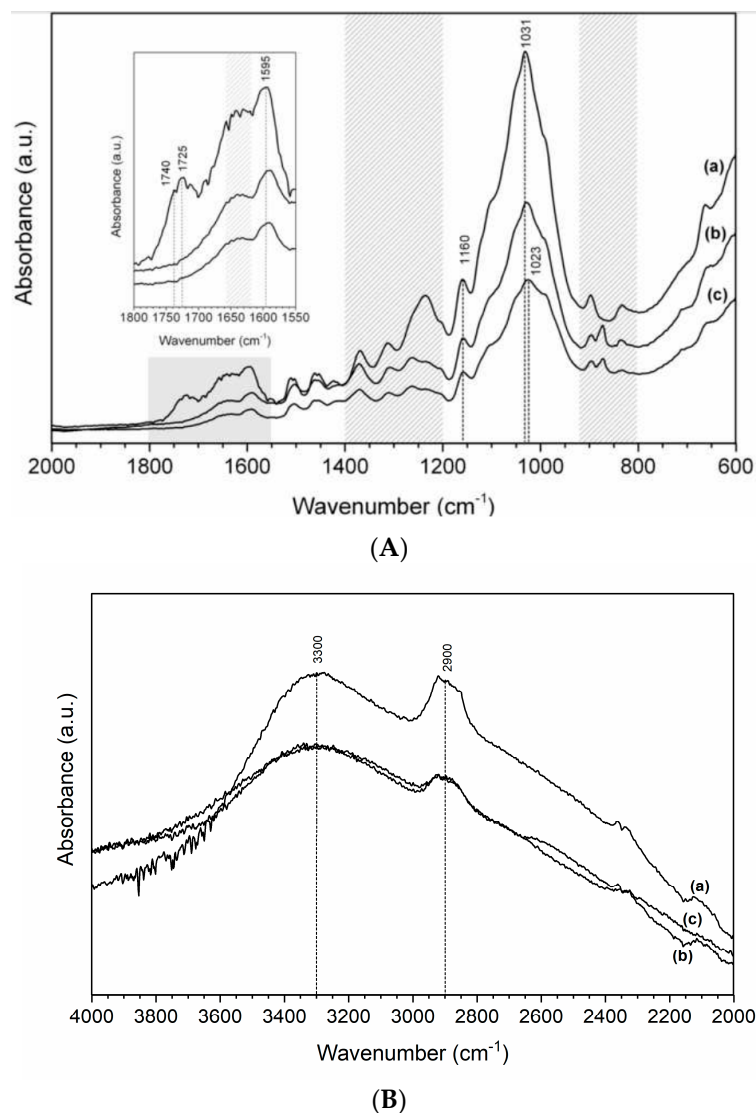 1031
1740
1725
1595
Absorbance (a.u.)
1800 1750 1700 1650 1600 1550
Wavenumber (cm-1)
(a)
(b)
(c)
1160
1023
Absorbance (a.u.)
2000 1800 1600 1400 1200 1000 800 600
Wavenumber (cm-1)
(A)
3300
2900
Absorbance (a.u.)
(a)
(c)
(b)
4000 3800 3600 3400 3200 3000 2800 2600 2400 2200 2000
Wavenumber (cm-1)
(B)